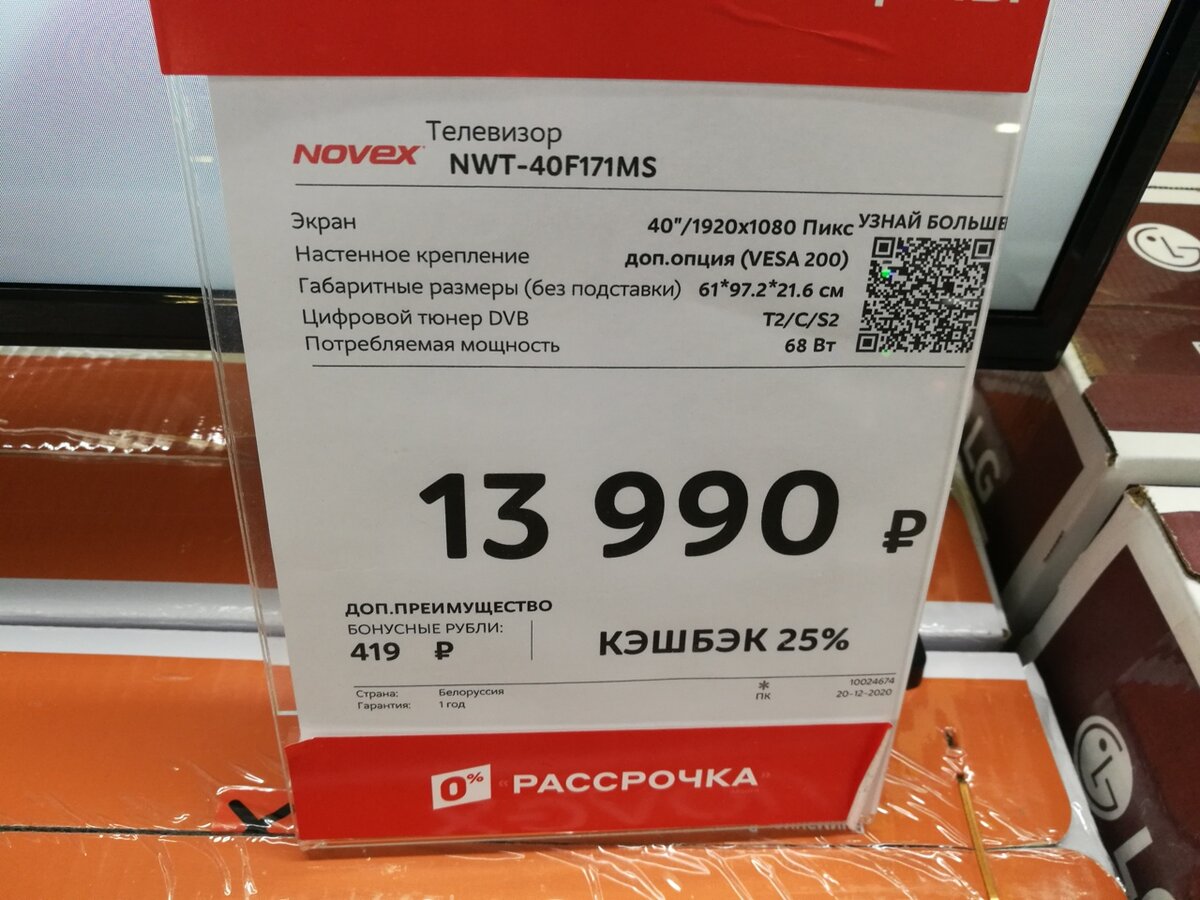 Телевизор
NOVEX NWT-40F171MS
Экран 40"/1920x1080 Пикс
УЗНАЙ БОЛЬШЕ
Настенное крепление доп.опция (VESA 200)
Габаритные размеры (без подставки) 61*97.2*21.6 см
Цифровой тюнер DVB T2/C/S2
Потребляемая мощность 68 Вт
13 990 ₽
ДОП.ПРЕИМУЩЕСТВО
БОНУСНЫЕ РУБЛИ:
419 ₽
КЭШБЭК 25%
Страна: Белоруссия
Гарантия: 1 год
*
ПК
10024674
20-12-2020
0% «РАССРОЧКА»
LG
LG